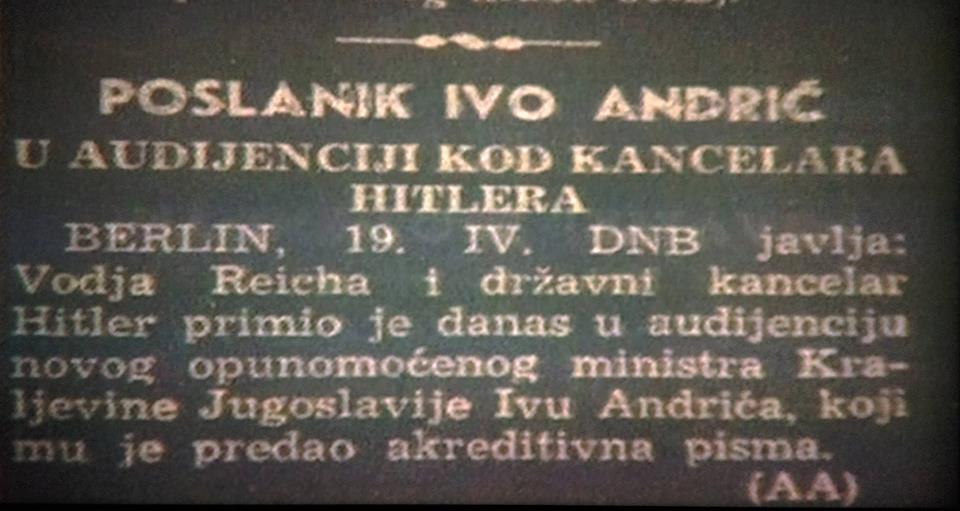 POSLANIK IVO ANDRIĆ
U AUDIJENCIJI KOD KANCELARA
HITLERA
BERLIN, 19. IV. DNB javlja:
Vodja Reicha i državni kancelar
Hitler primio je danas u audijenciju
novog opunomoćenog ministra Kra-
ljevine Jugoslavije Ivu Andrića, koji
mu je predao akreditivna pisma.
(AA)